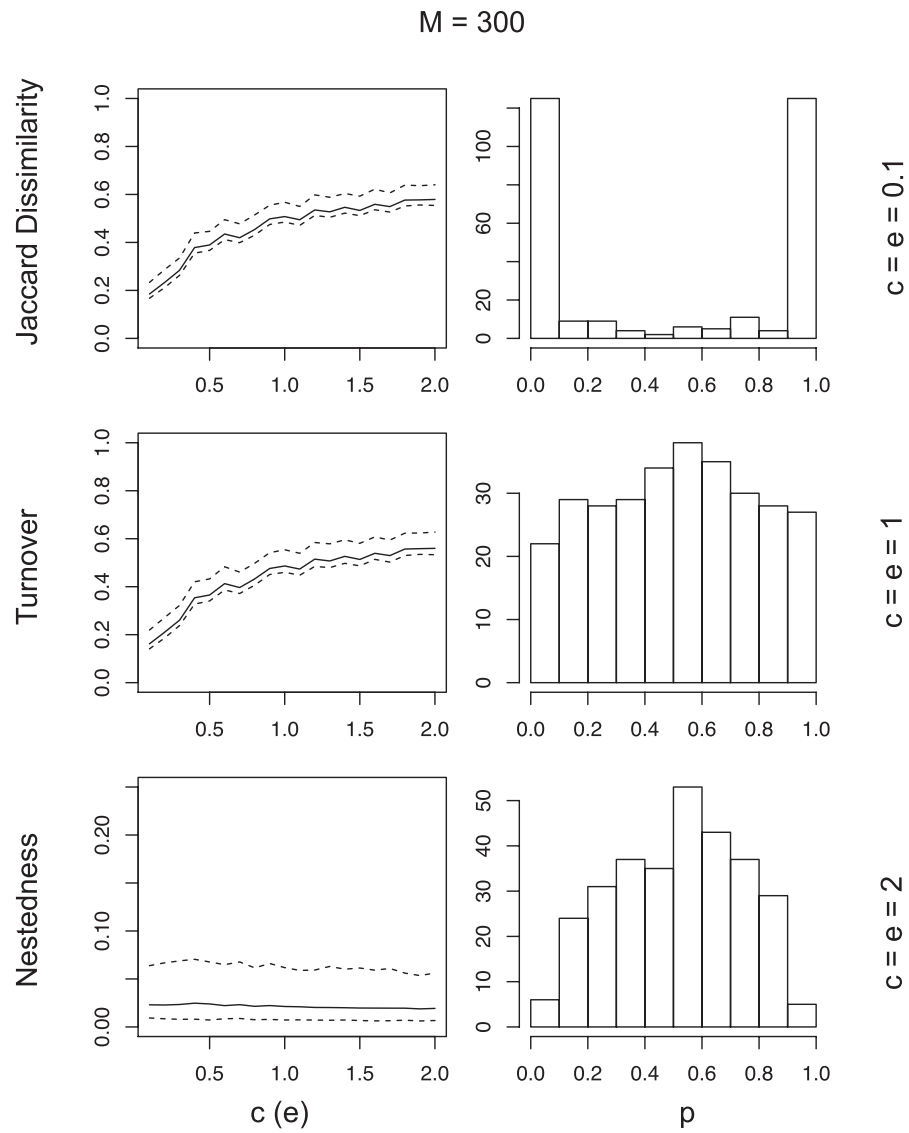 M = 300
Jaccard Dissimilarity
1.0
0.8
0.6
0.4
0.2
0.0
0.5 1.0 1.5 2.0
100
60
20
0
0.0 0.2 0.4 0.6 0.8 1.0
c = e = 0.1
Turnover
1.0
0.8
0.6
0.4
0.2
0.0
0.5 1.0 1.5 2.0
30
20
10
0
0.0 0.2 0.4 0.6 0.8 1.0
c = e = 1
Nestedness
0.20
0.10
0.00
0.5 1.0 1.5 2.0
c (e)
50
40
30
20
10
0
0.0 0.2 0.4 0.6 0.8 1.0
p
c = e = 2